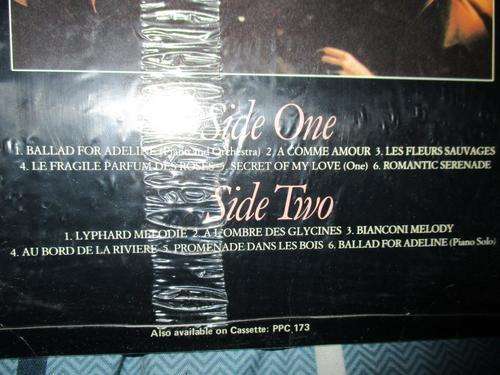 Side One
1. BALLAD FOR ADELINE (Piano and Orchestra) 2. A COMME AMOUR 3. LES FLEURS SAUVAGES
4. LE FRAGILE PARFUM DES ROSES 5. SECRET OF MY LOVE (One) 6. ROMANTIC SERENADE
Side Two
1. LYPHARD MELODIE 2. A L'OMBRE DES GLYCINES 3. BIANCONI MELODY
4. AU BORD DE LA RIVIERE 5. PROMENADE DANS LES BOIS 6. BALLAD FOR ADELINE (Piano Solo)
Also available on Cassette: PPC 173